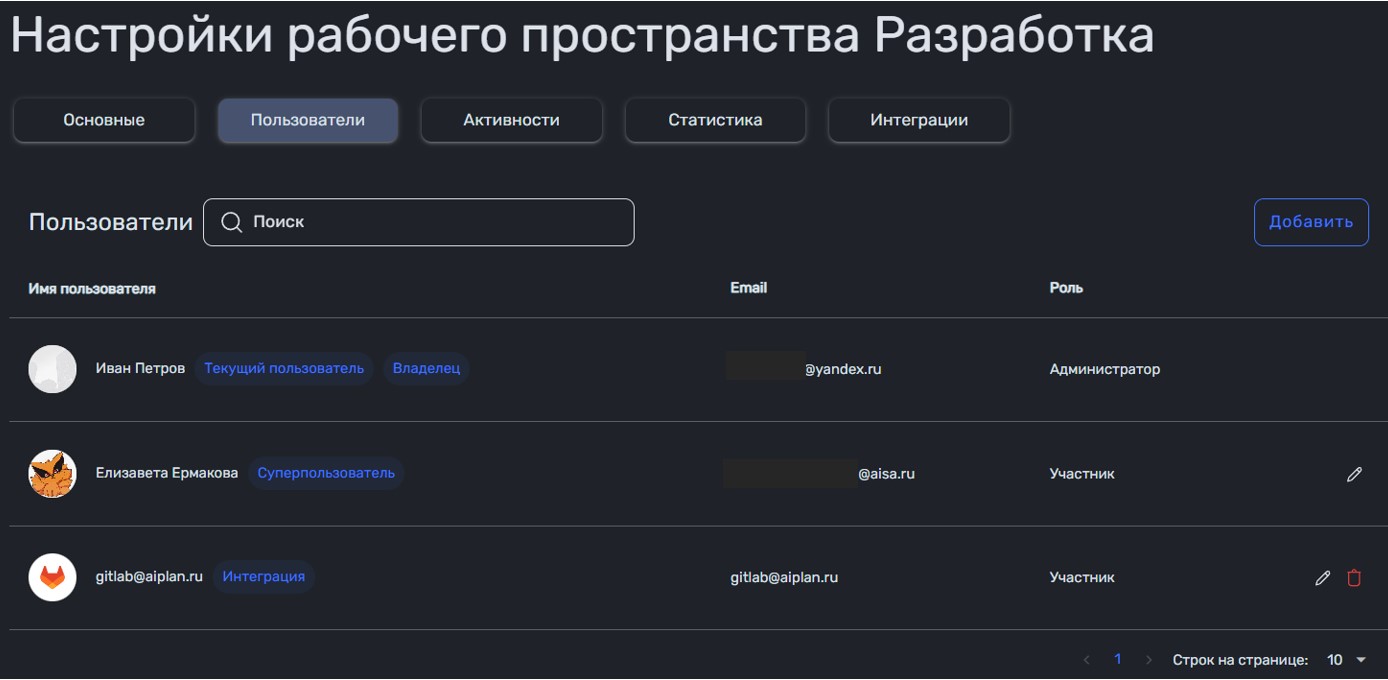 Настройки рабочего пространства Разработка
Основные Пользователи Активности Статистика Интеграции
Пользователи Поиск Добавить
Имя пользователя Email Роль
Иван Петров Текущий пользователь Владелец @yandex.ru Администратор
Елизавета Ермакова Суперпользователь @aisa.ru Участник
gitlab@aiplan.ru Интеграция gitlab@aiplan.ru Участник
1 Строк на странице: 10